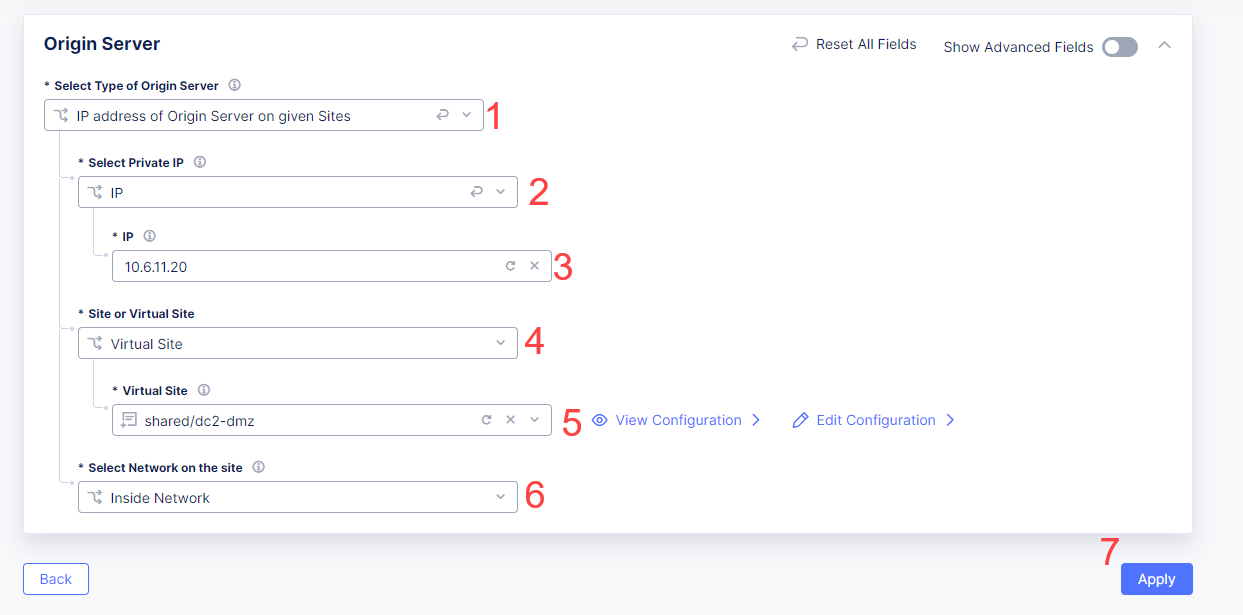 Origin Server
Reset All Fields
Show Advanced Fields
* Select Type of Origin Server
IP address of Origin Server on given Sites
1
* Select Private IP
IP
2
* IP
10.6.11.20
3
* Site or Virtual Site
Virtual Site
4
* Virtual Site
shared/dc2-dmz
5
View Configuration
Edit Configuration
* Select Network on the site
Inside Network
6
7
Back
Apply